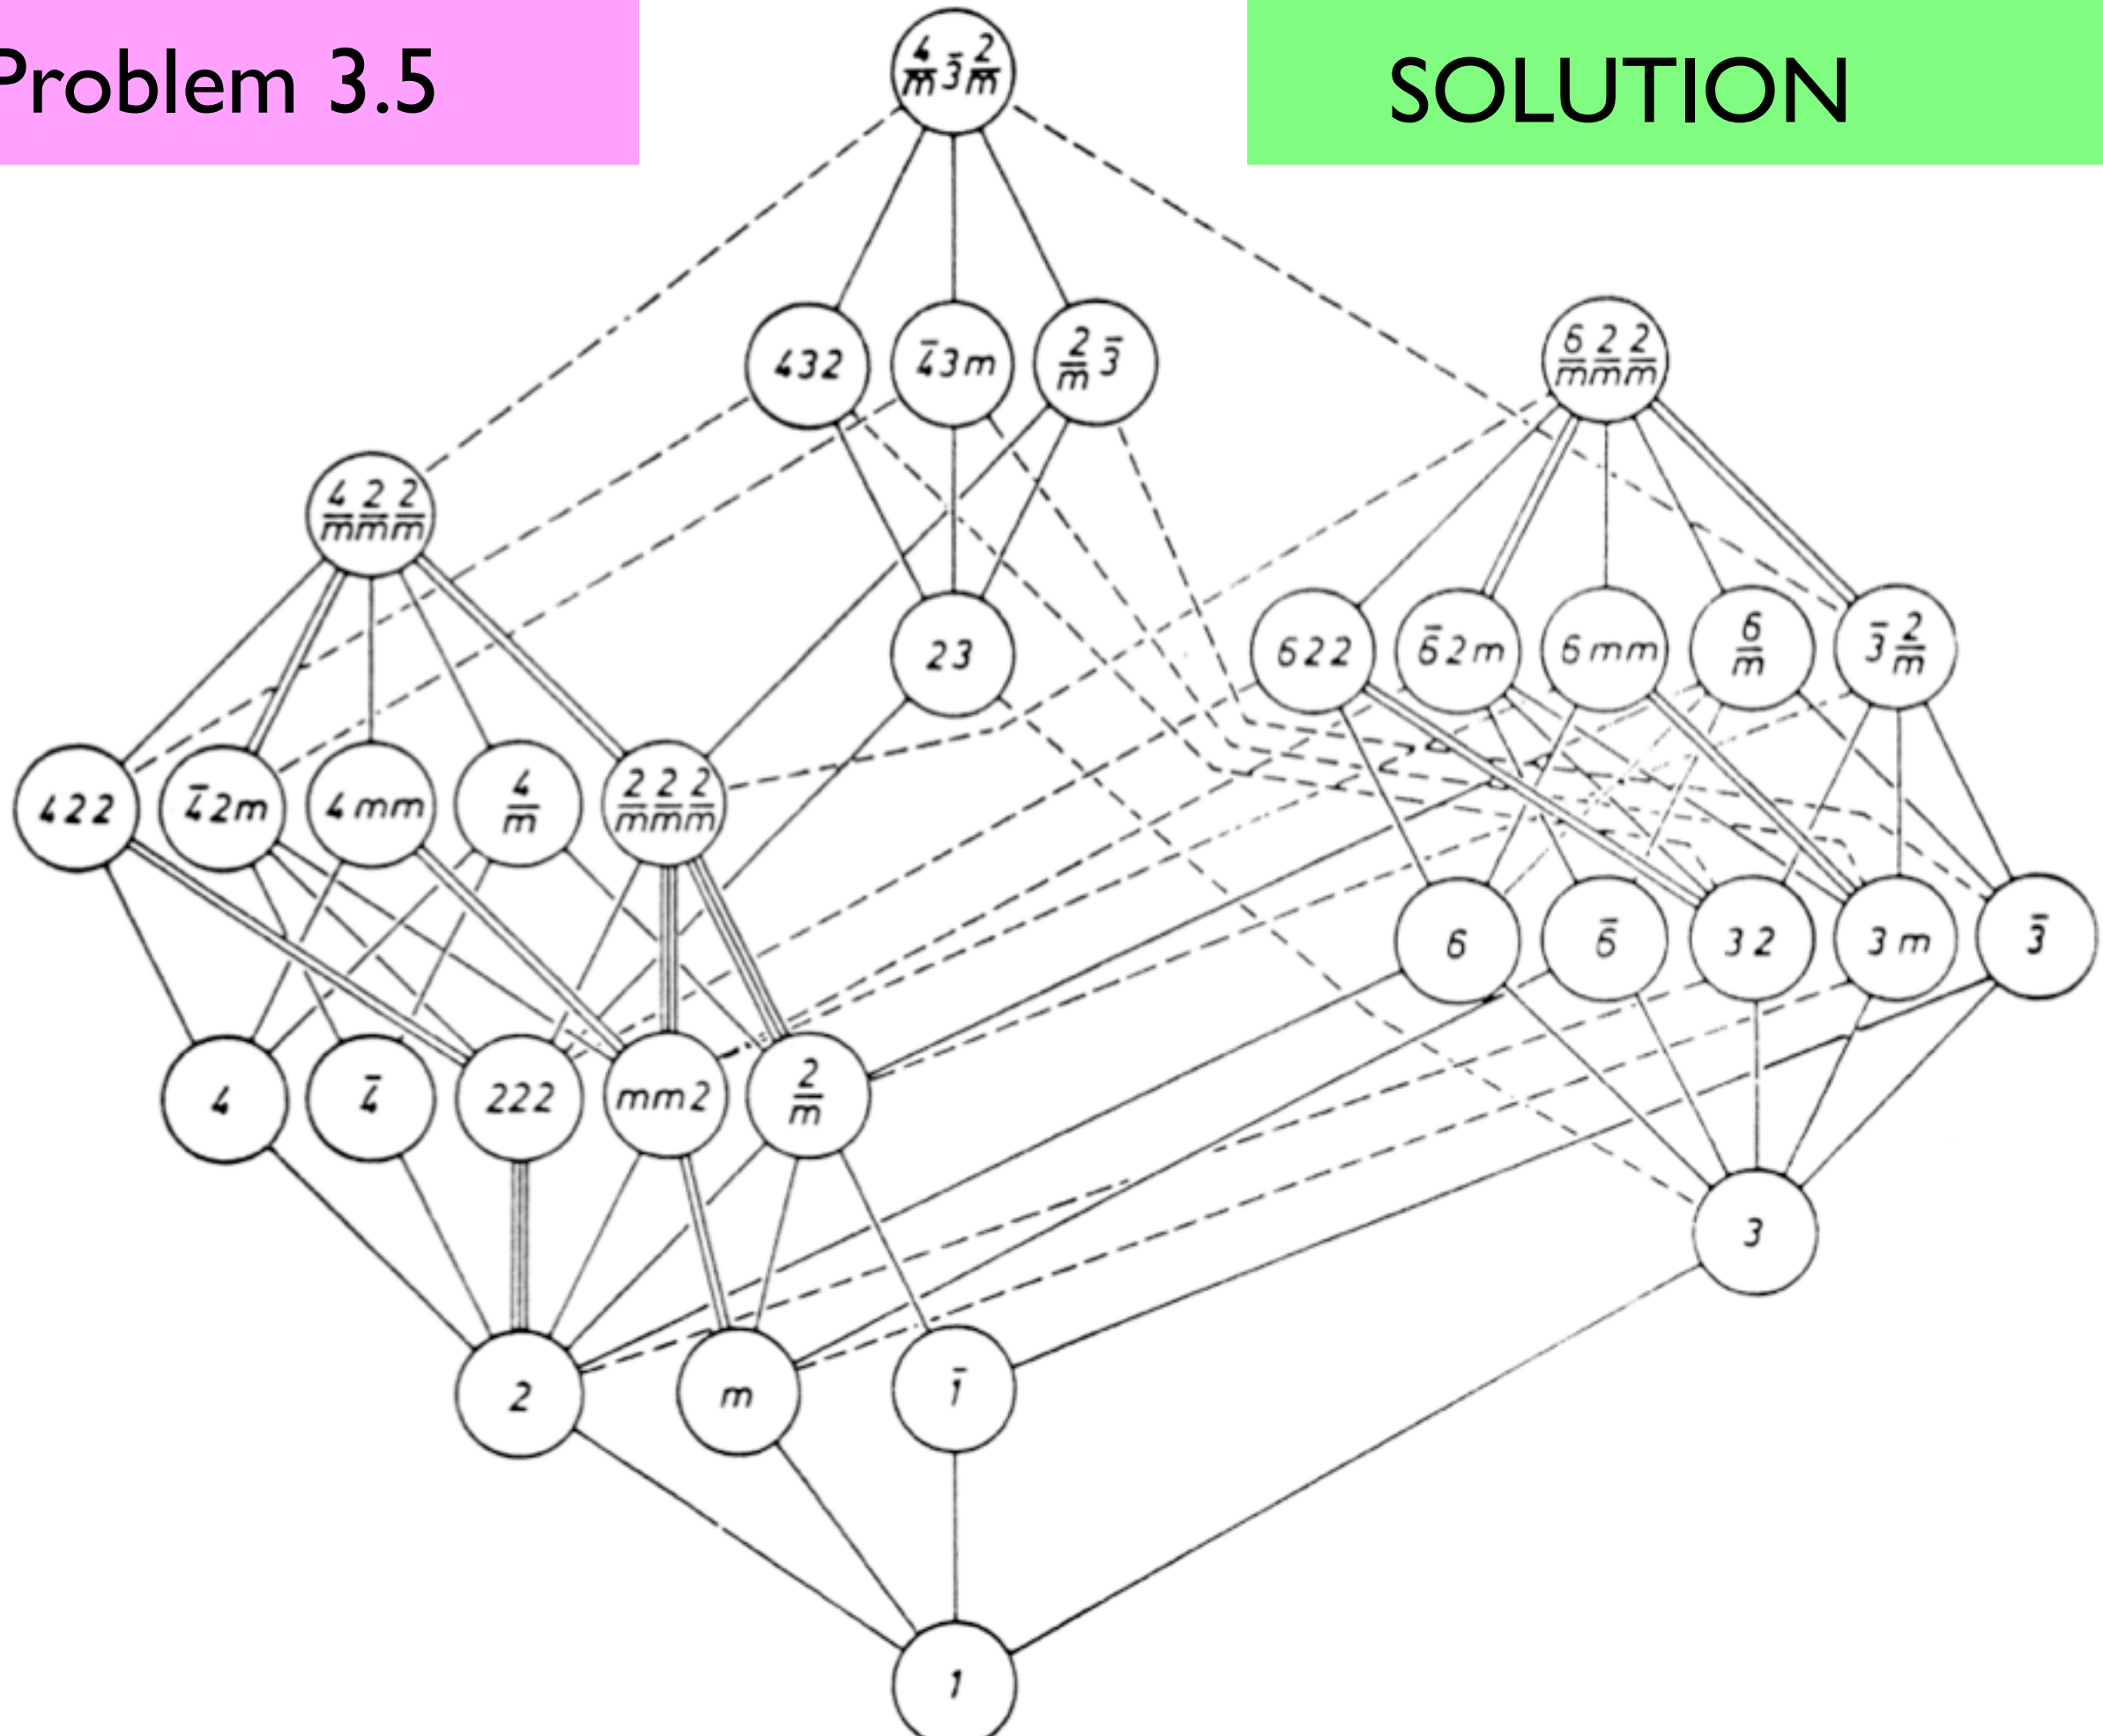 Problem 3.5
SOLUTION
4/m 3̄ 2/m
432
4̄3m
2/m 3̄
6/m 2/m 2/m
4/m 2/m 2/m
23
622
6̄2m
6mm
6/m
3̄ 2/m
422
4̄2m
4mm
4/m
2/m 2/m 2/m
6
6̄
32
3m
3̄
4
4̄
222
mm2
2/m
3
2
m
1̄
1